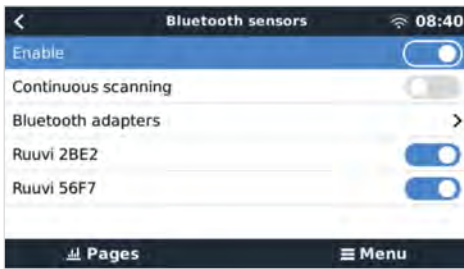 Bluetooth sensors 08:40
Enable
Continuous scanning
Bluetooth adapters
Ruuvi 2BE2
Ruuvi 56F7
Pages Menu